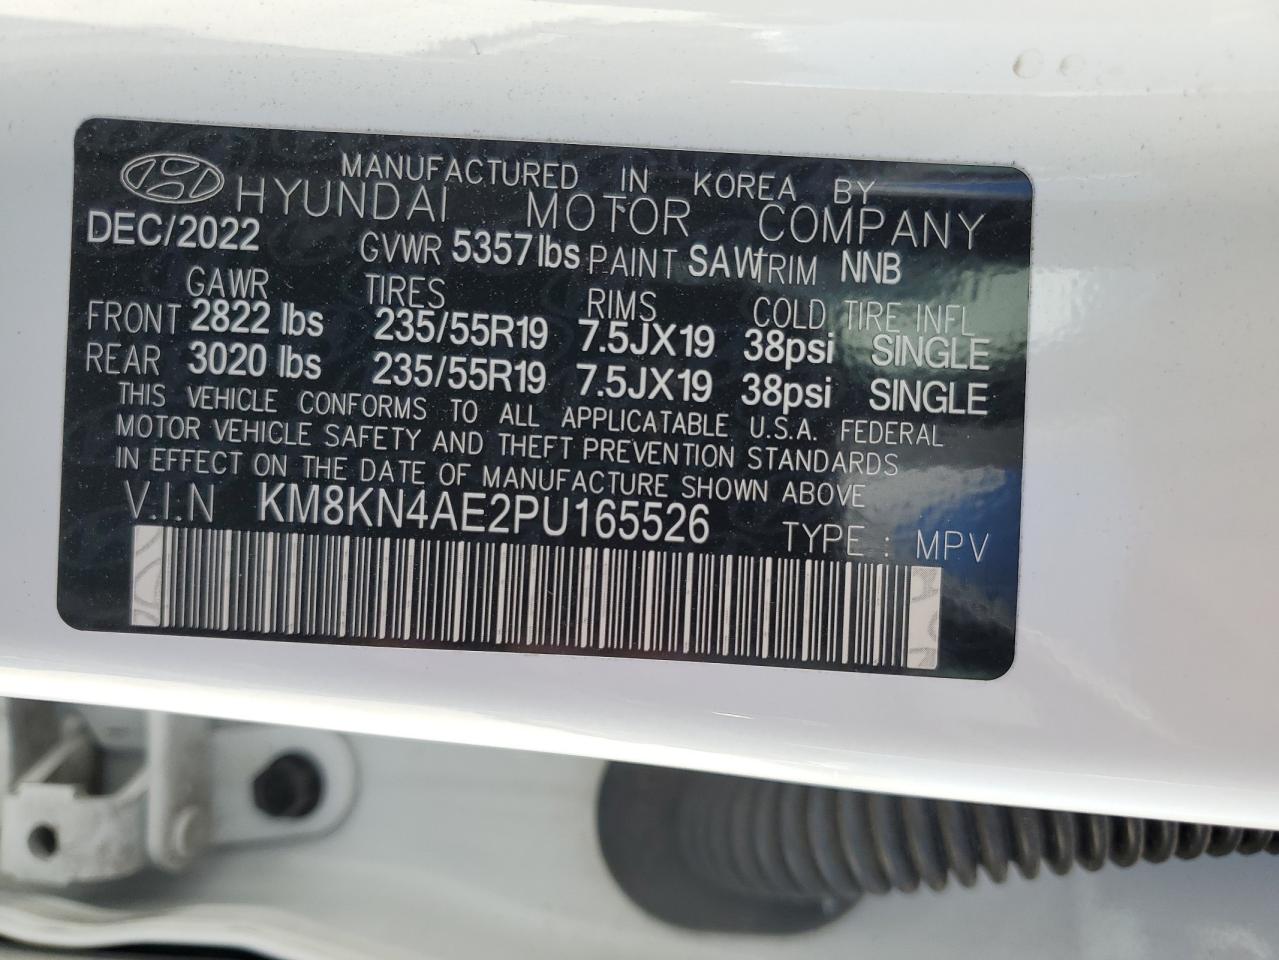 MANUFACTURED IN KOREA BY
HYUNDAI MOTOR COMPANY
DEC/2022 GVWR 5357lbs PAINT SAW TRIM NNB
GAWR TIRES RIMS COLD TIRE INFL
FRONT 2822 lbs 235/55R19 7.5JX19 38psi SINGLE
REAR 3020 lbs 235/55R19 7.5JX19 38psi SINGLE
THIS VEHICLE CONFORMS TO ALL APPLICATABLE U.S.A. FEDERAL
MOTOR VEHICLE SAFETY AND THEFT PREVENTION STANDARDS
IN EFFECT ON THE DATE OF MANUFACTURE SHOWN ABOVE
V.I.N KM8KN4AE2PU165526 TYPE : MPV